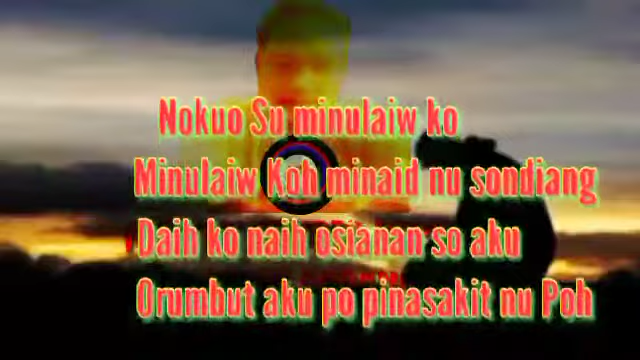 Nokuo Su minulaiw ko
Minulaiw Koh minaid nu sondiang
Daih ko naih osianan so aku
Orumbut aku po pinasakit nu Poh